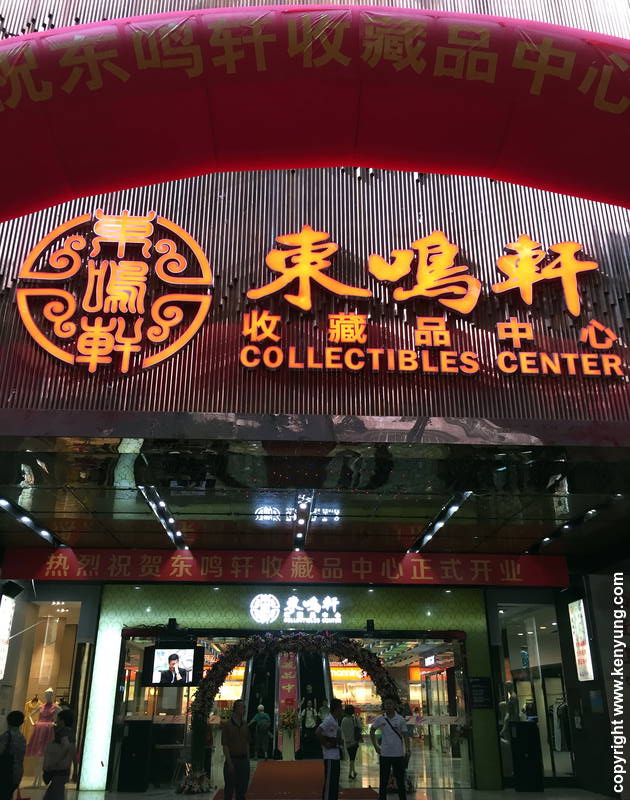 祝东鸣轩收藏品中心
東鳴軒
東鳴軒
收藏品中心
COLLECTIBLES CENTER
热烈祝贺东鸣轩收藏品中心正式开业
東鳴軒
COLLECTIBLES CENTER
copyright www.kenyung.com